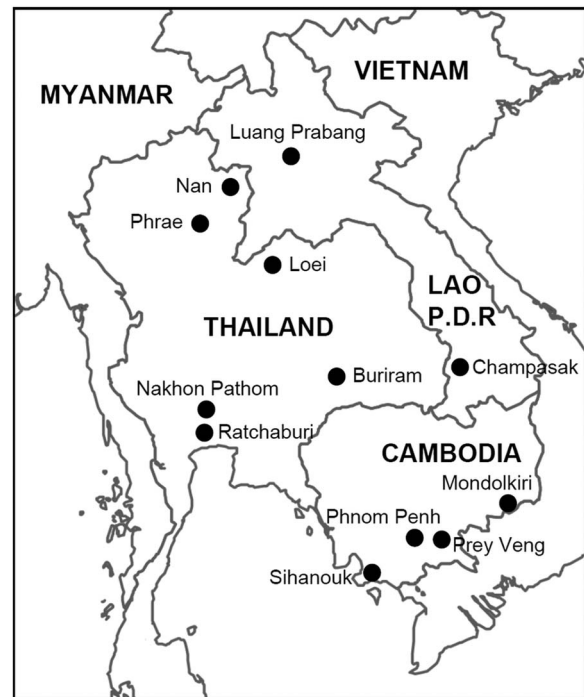 VIETNAM
MYANMAR
Luang Prabang
Nan
Phrae
Loei
LAO
P.D.R
THAILAND
Champasak
Buriram
Nakhon Pathom
Ratchaburi
CAMBODIA
Mondolkiri
Phnom Penh
Prey Veng
Sihanouk